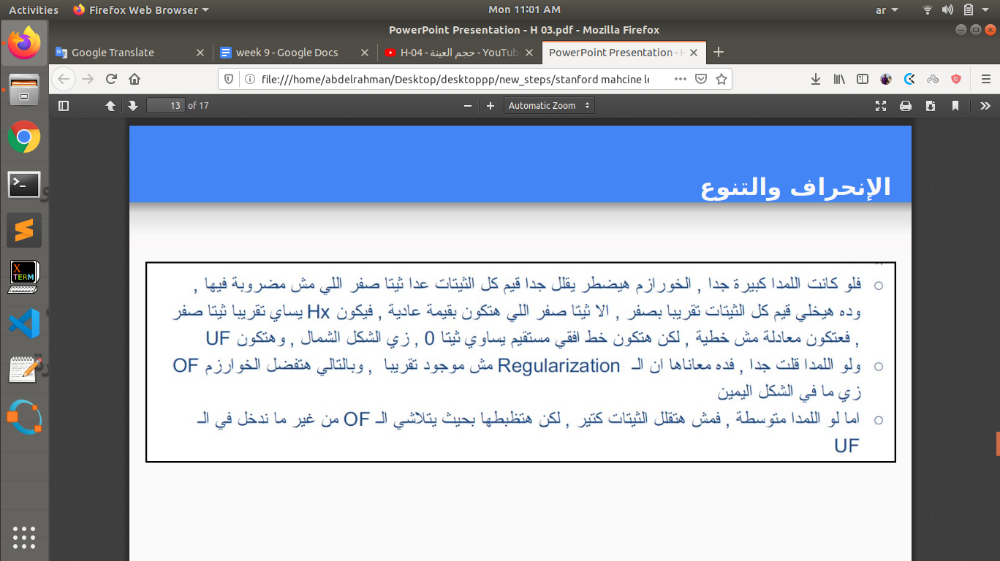 Activities
Firefox Web Browser
Mon 11:01 AM
ar
PowerPoint Presentation - H 03.pdf - Mozilla Firefox
Google Translate
week 9 - Google Docs
H-04 - حجم العينة - YouTube
PowerPoint Presentation - H
file:///home/abdelrahman/Desktop/desktoppp/new_steps/stanford mahcine le
13 of 17
Automatic Zoom
الإنحراف والتنوع
فلو كانت اللمدا كبيرة جدا , الخورازم هيضطر يقلل جدا قيم كل الثيتات عدا ثيتا صفر اللي مش مضروبة فيها ,
وده هيخلي قيم كل الثيتات تقريبا بصفر , الا ثيتا صفر اللي هتكون بقيمة عادية , فيكون Hx يساي تقريبا ثيتا صفر
, فعتكون معادلة مش خطية , لكن هتكون خط افقي مستقيم يساوي ثيتا 0 , زي الشكل الشمال , وهتكون UF
ولو اللمدا قلت جدا , فده معاناها ان الـ Regularization مش موجود تقريبا , وبالتالي هتفضل الخوارزم OF
زي ما في الشكل اليمين
اما لو اللمدا متوسطة , فمش هتقلل الثيتات كتير , لكن هتظبطها بحيث يتلاشي الـ OF من غير ما ندخل في الـ
UF
X
TERM